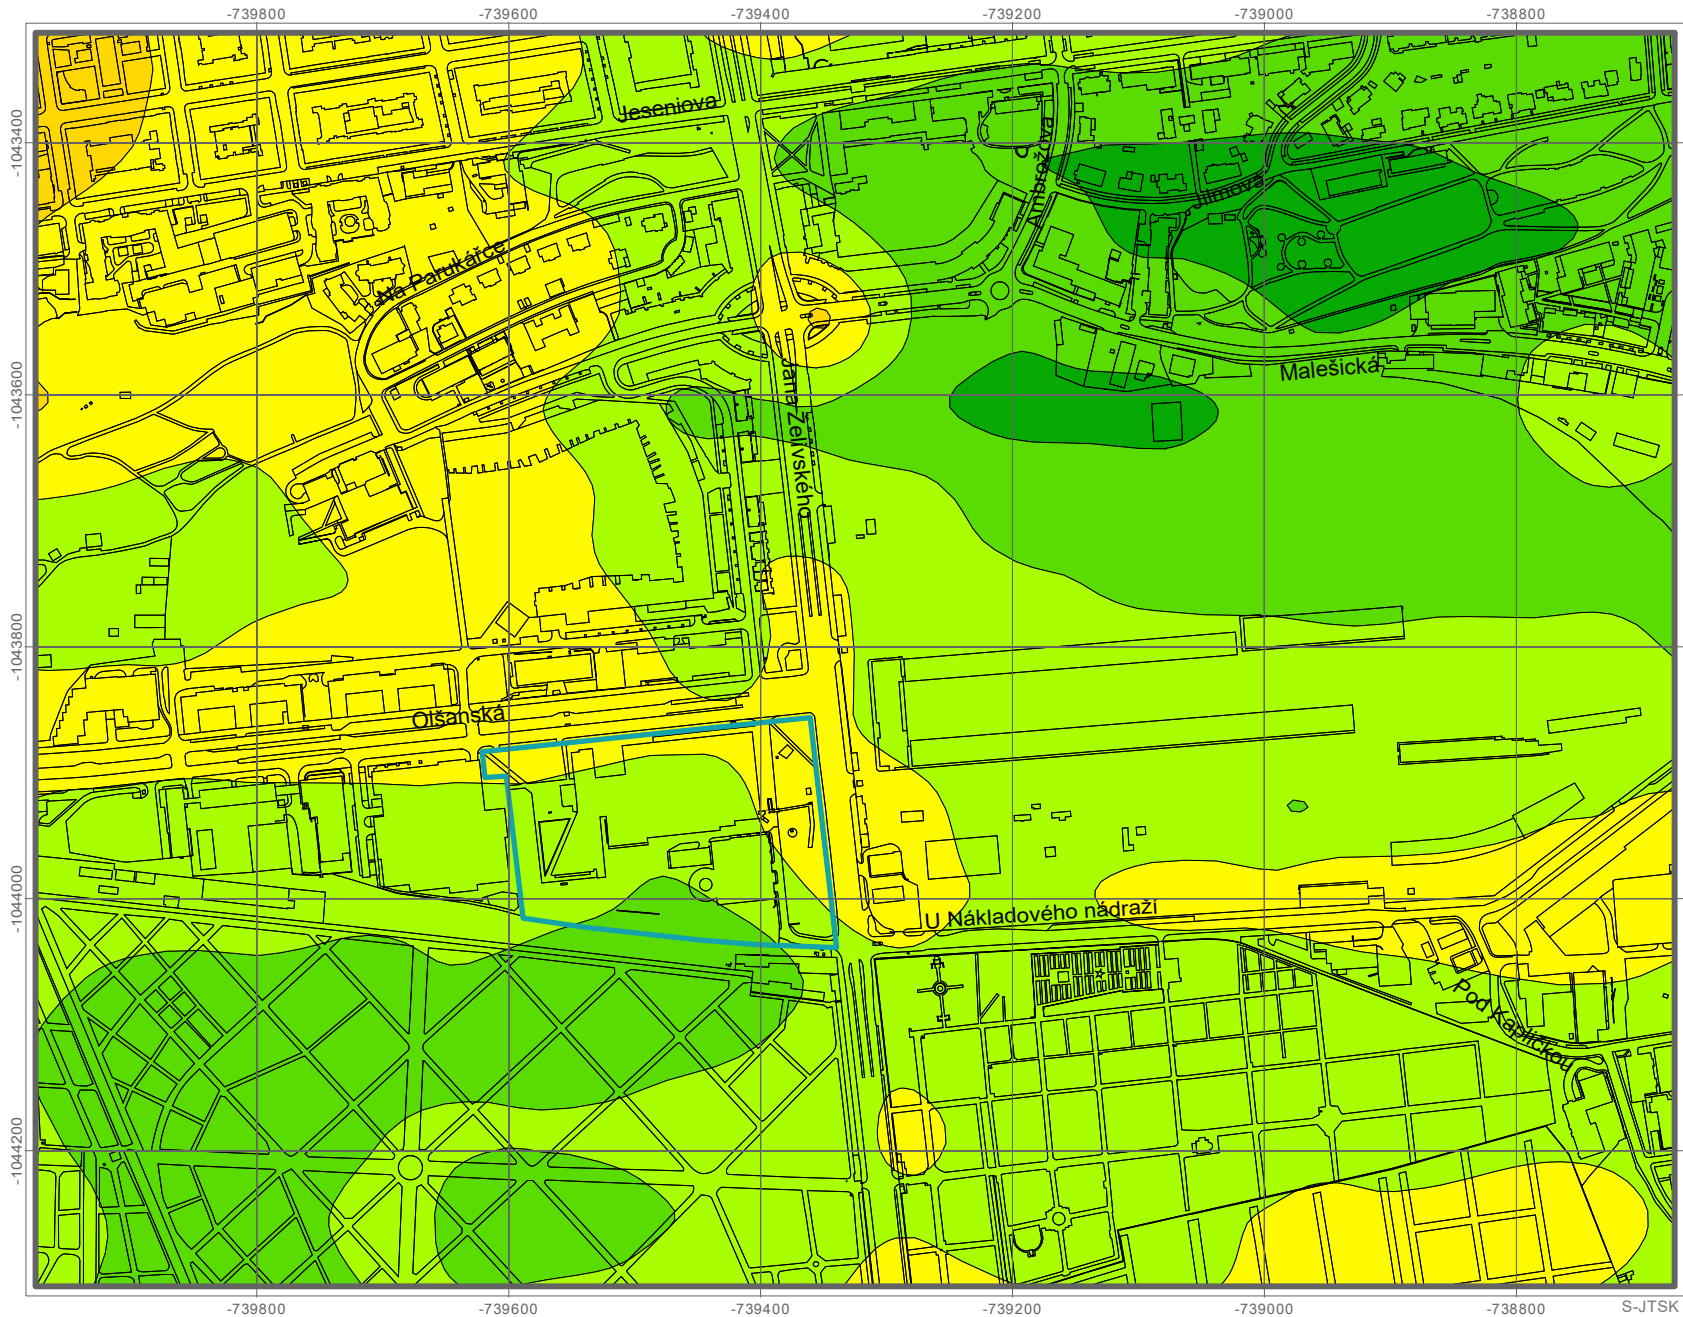 -739800 -739600 -739400 -739200 -739000 -738800
-1043400
-1043600
-1043800
-1044000
-1044200
Jeseniova
Ambrožova
Jilmová
Na Parukářce
Malešická
Jana Želivského
Olšanská
U Nákladového nádraží
Pod Kapličkou
-739800 -739600 -739400 -739200 -739000 -738800
S-JTSK